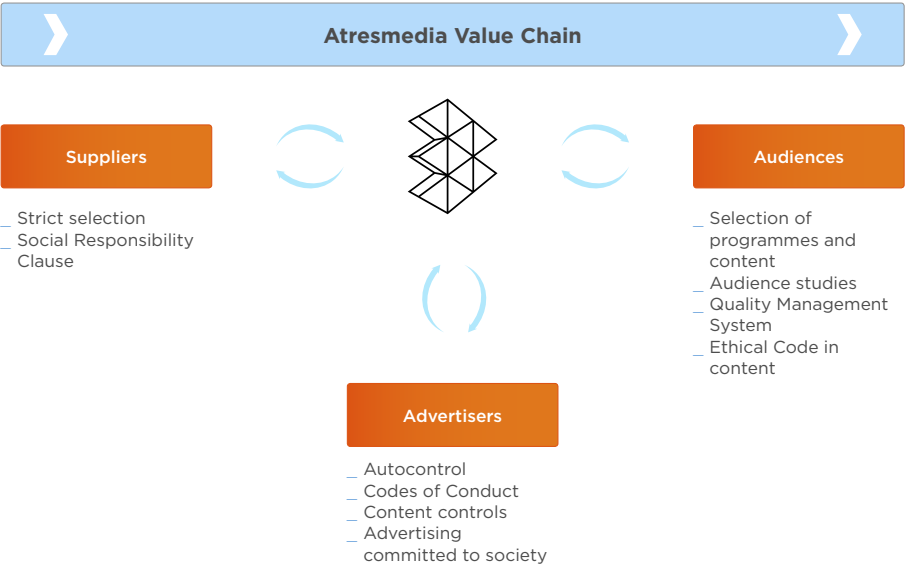 Atresmedia Value Chain
Suppliers
_ Strict selection
_ Social Responsibility
Clause
Audiences
_ Selection of
programmes and
content
_ Audience studies
_ Quality Management
System
_ Ethical Code in
content
Advertisers
_ Autocontrol
_ Codes of Conduct
_ Content controls
_ Advertising
committed to society